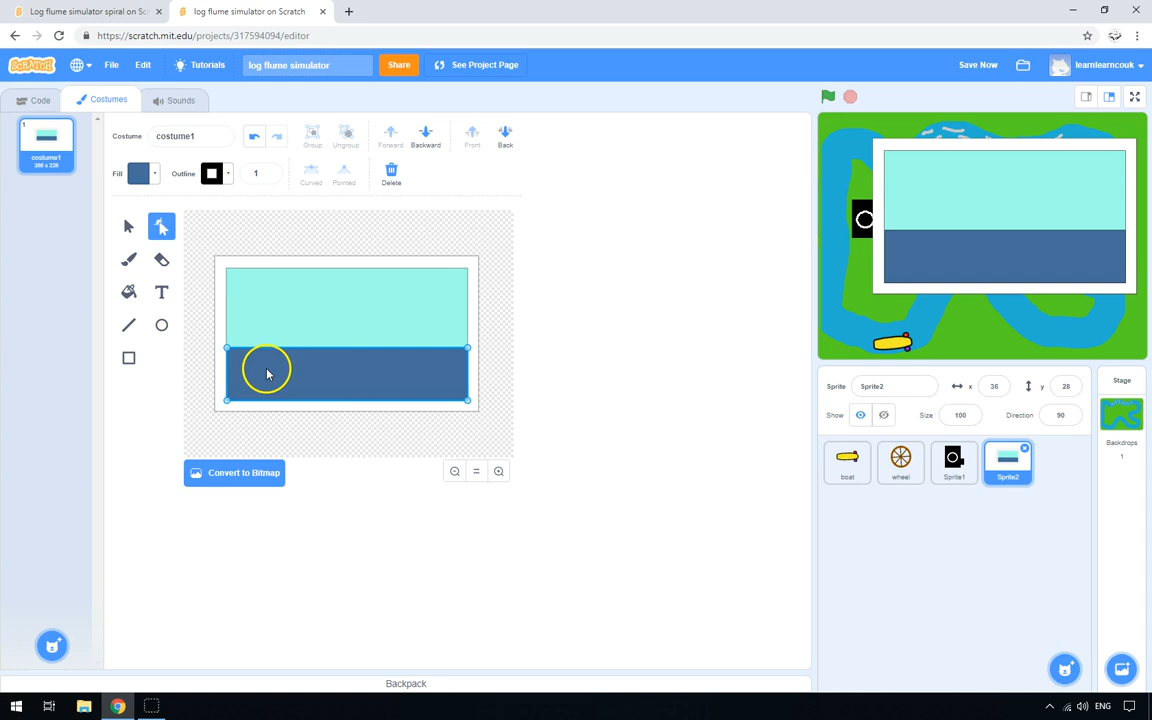 Log flume simulator spiral on Sc
log flume simulator on Scratch
https://scratch.mit.edu/projects/317594094/editor
SCRATCH
File
Edit
Tutorials
log flume simulator
Share
See Project Page
Save Now
learnlearncouk
Code
Costumes
Sounds
1
costume1
386 x 226
Costume
costume1
Group
Ungroup
Forward
Backward
Front
Back
Fill
Outline
1
Curved
Pointed
Delete
Convert to Bitmap
Sprite
Sprite2
x
36
y
28
Show
Size
100
Direction
90
Stage
Backdrops
1
boat
wheel
Sprite1
Sprite2
Backpack
ENG